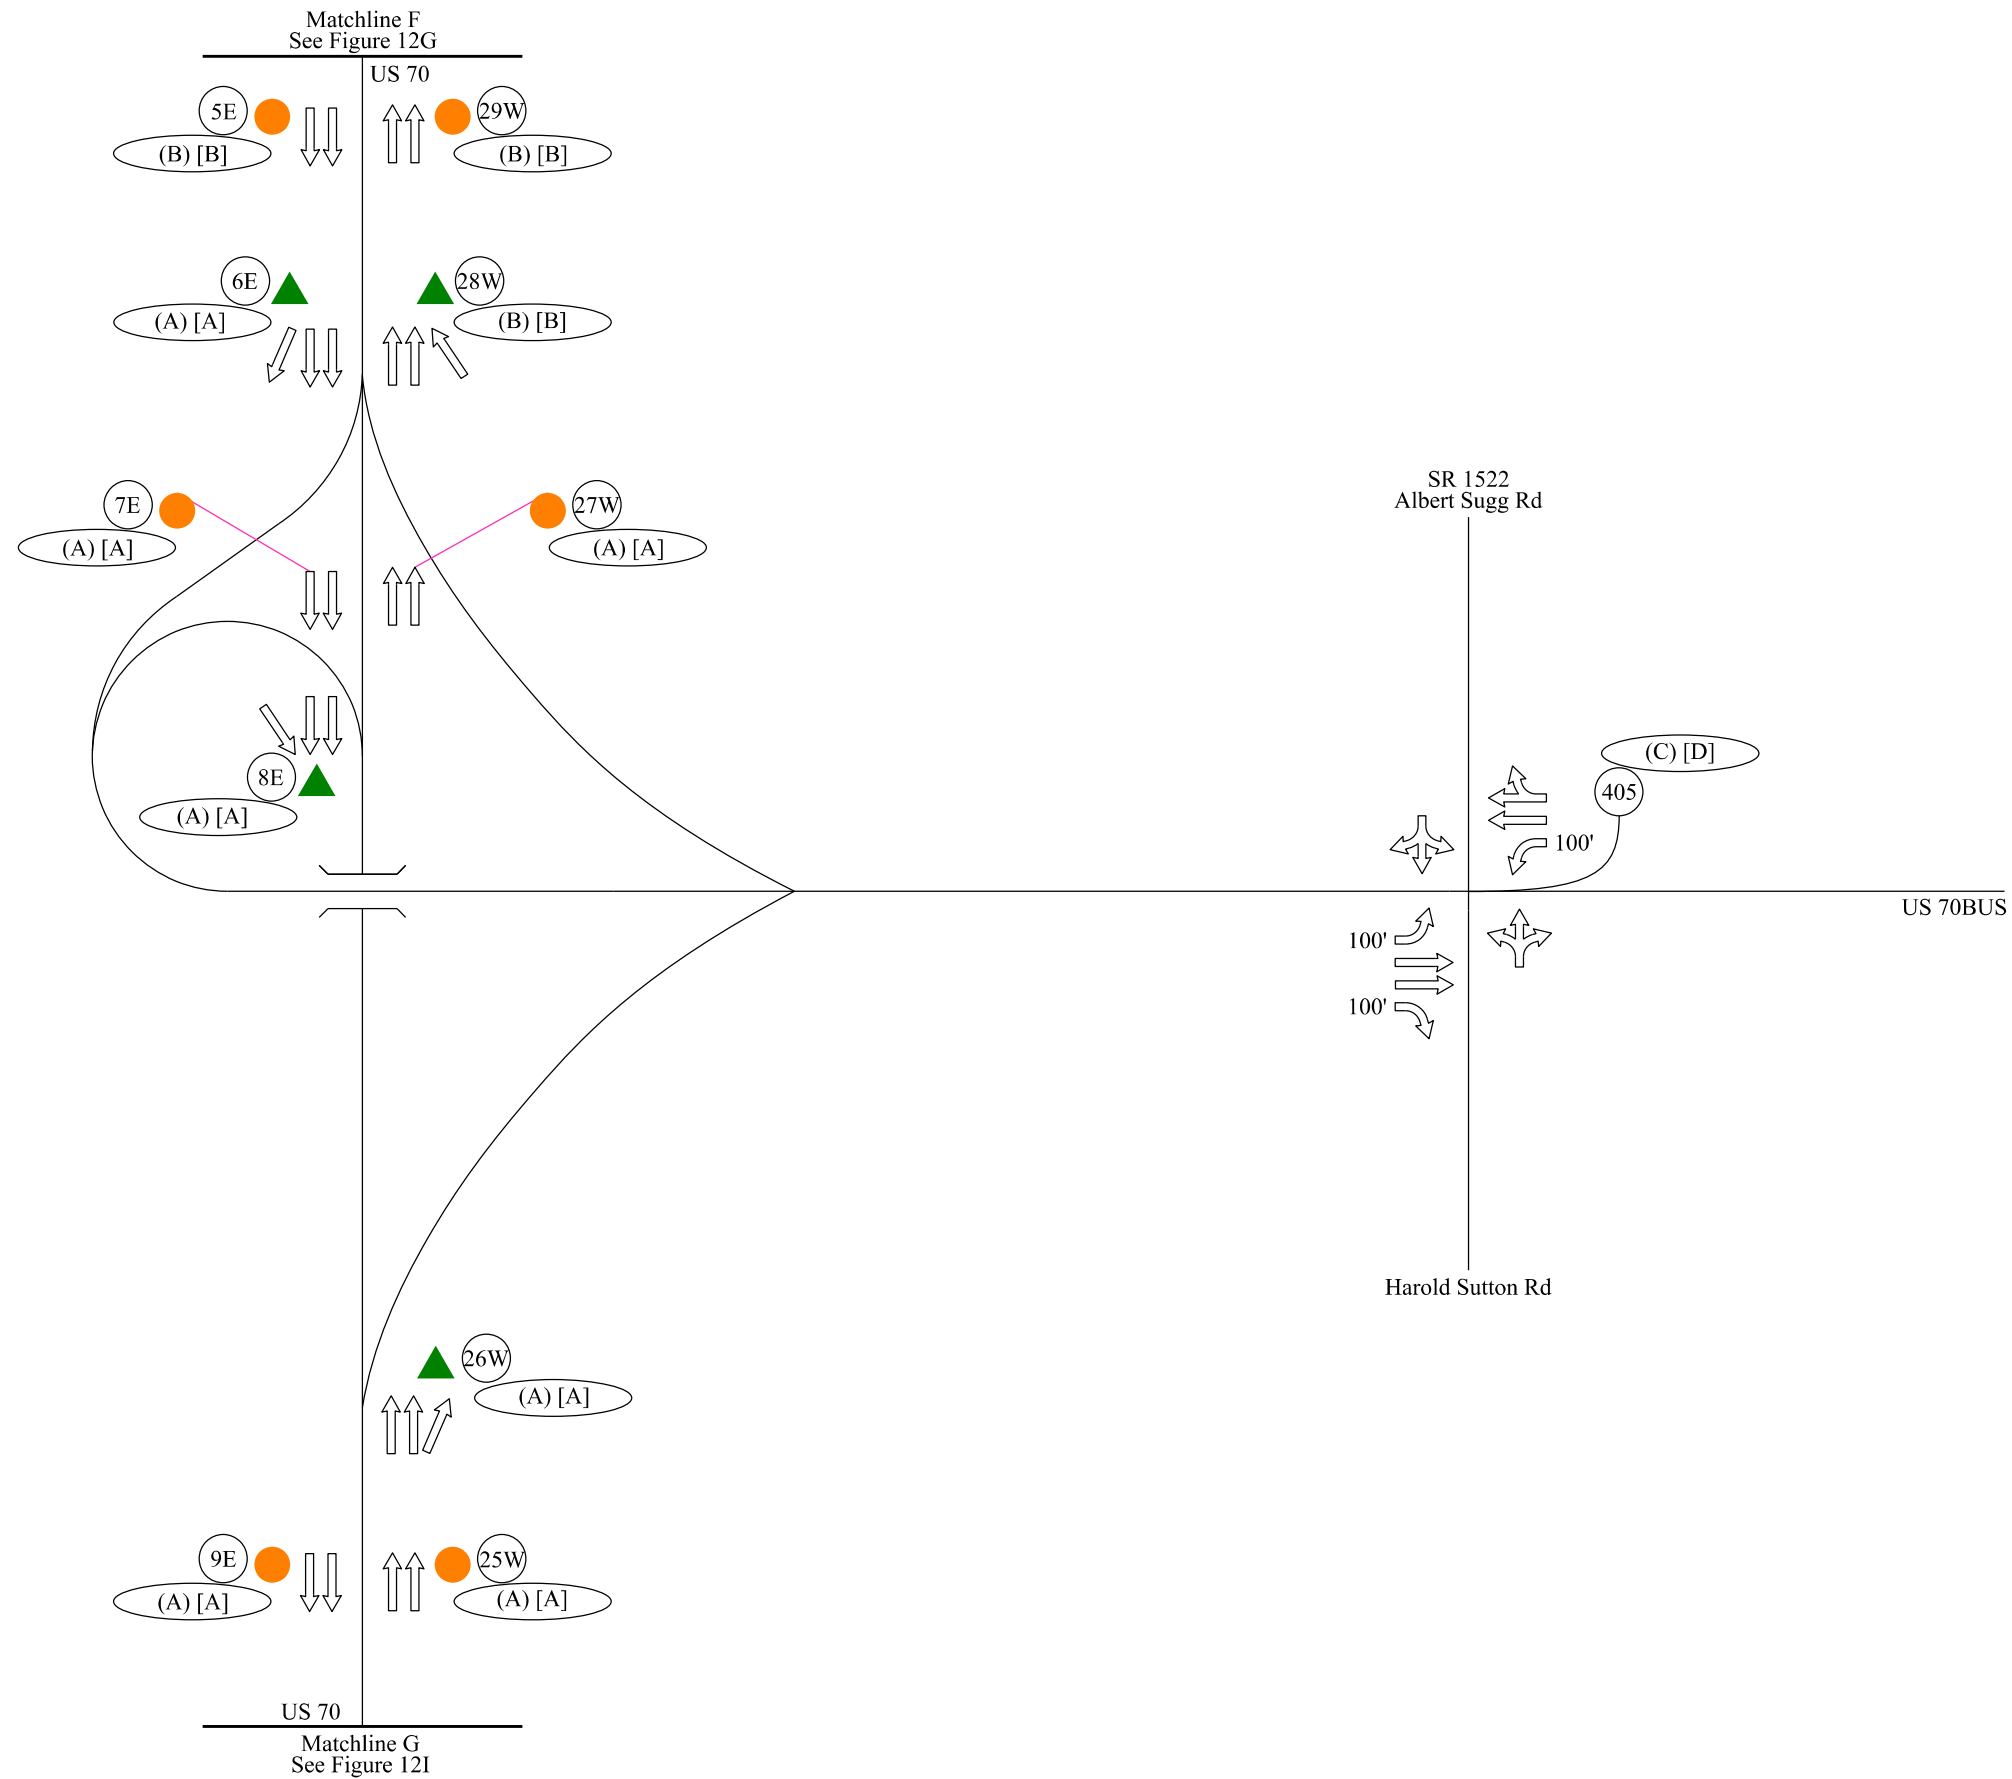 Matchline F
See Figure 12G
US 70
5E
29W
(B) [B]
(B) [B]
6E
28W
(A) [A]
(B) [B]
SR 1522
Albert Sugg Rd
7E
27W
(A) [A]
(A) [A]
(C) [D]
8E
405
(A) [A]
100'
US 70BUS
100'
100'
Harold Sutton Rd
26W
(A) [A]
9E
25W
(A) [A]
(A) [A]
US 70
Matchline G
See Figure 12I